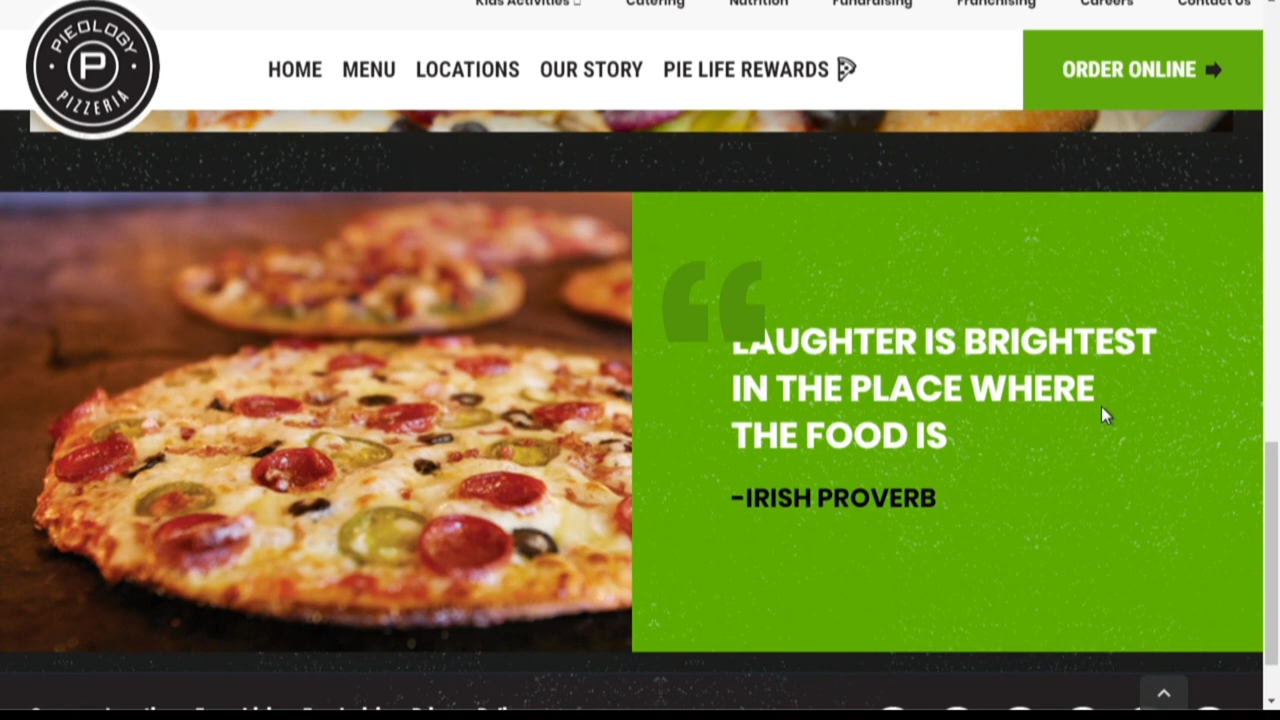 Kids Activities
Catering
Nutrition
Fundraising
Franchising
Careers
Contact Us
PIEOLOGY
P
PIZZERIA
HOME
MENU
LOCATIONS
OUR STORY
PIE LIFE REWARDS
ORDER ONLINE
“
LAUGHTER IS BRIGHTEST
IN THE PLACE WHERE
THE FOOD IS
-IRISH PROVERB